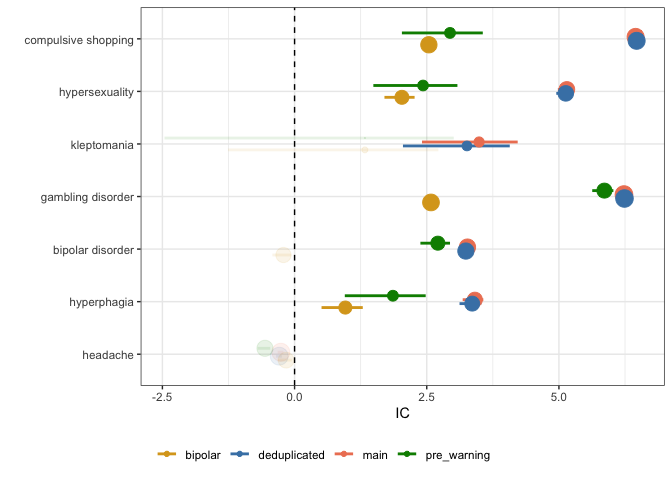 compulsive shopping
hypersexuality
kleptomania
gambling disorder
bipolar disorder
hyperphagia
headache
-2.5 0.0 2.5 5.0
IC
bipolar deduplicated main pre_warning